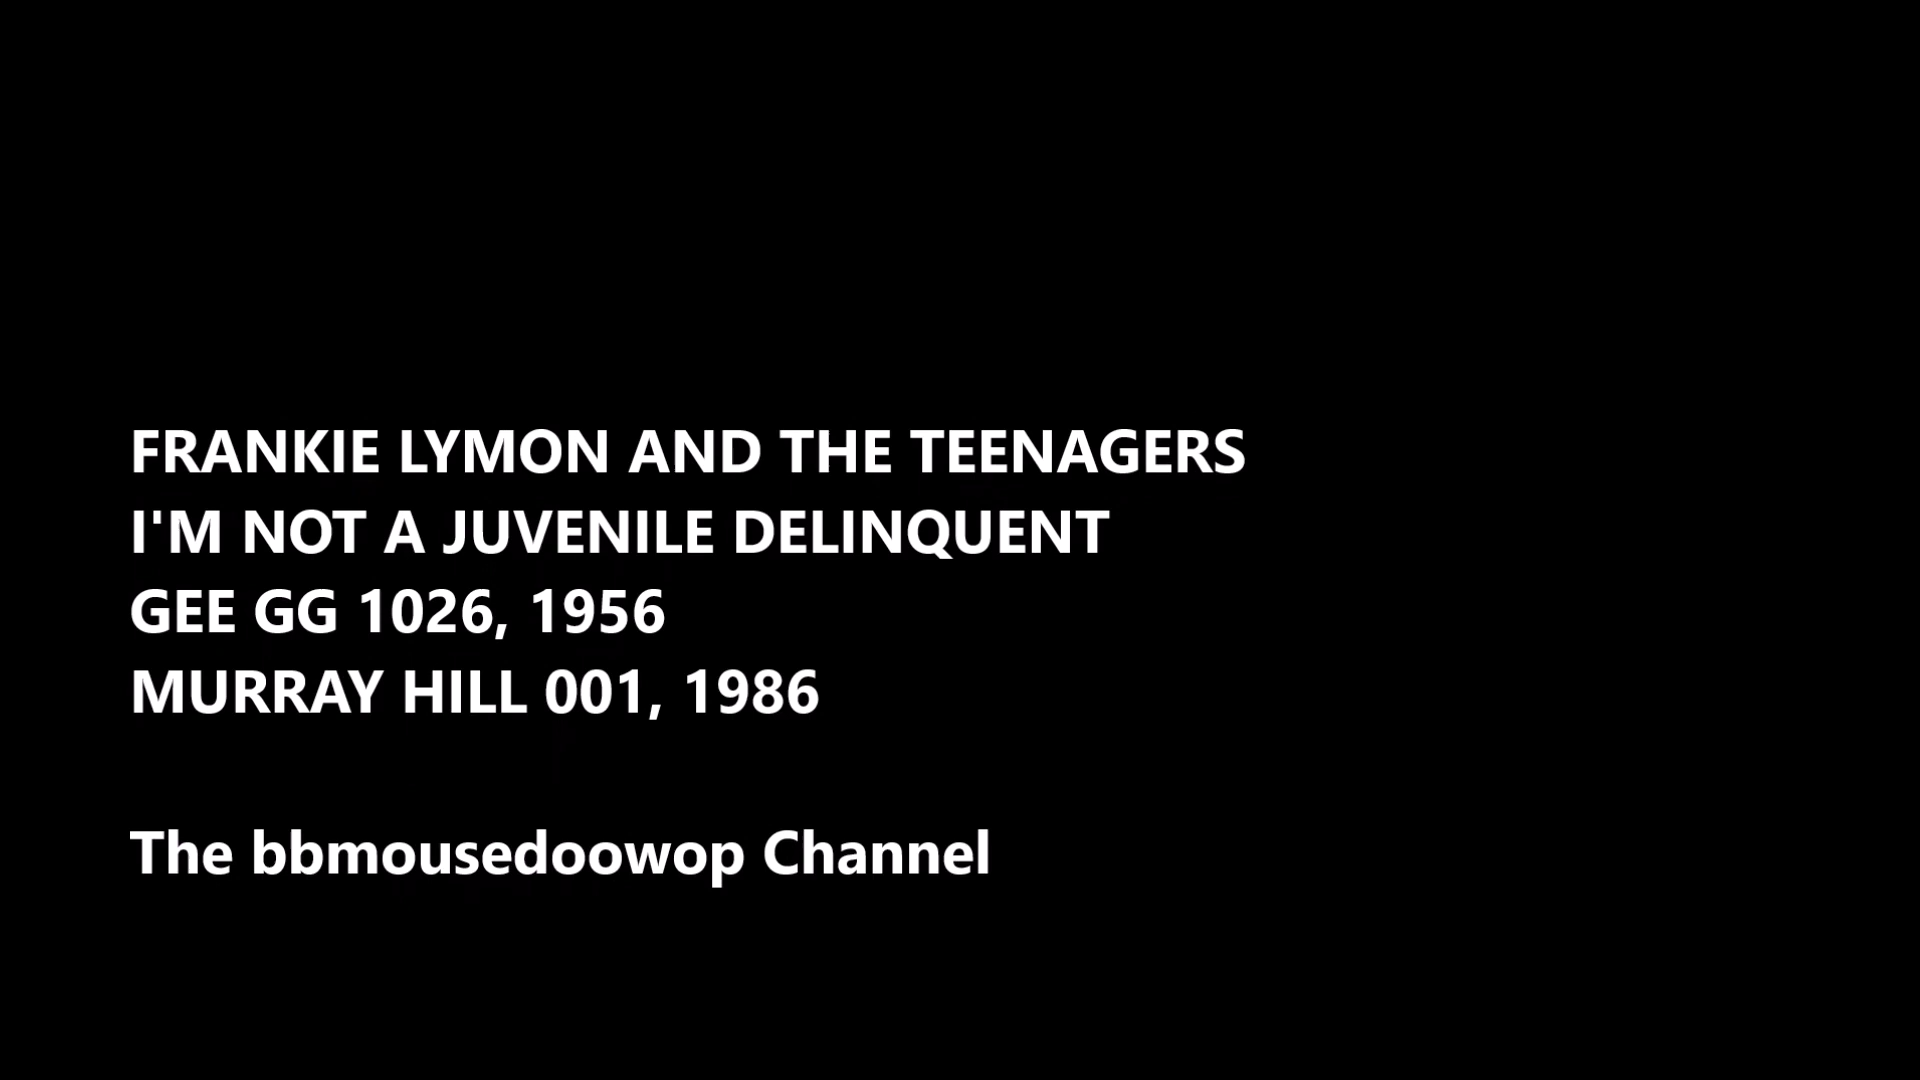 FRANKIE LYMON AND THE TEENAGERS
I'M NOT A JUVENILE DELINQUENT
GEE GG 1026, 1956
MURRAY HILL 001, 1986
The bbmousedoowop Channel